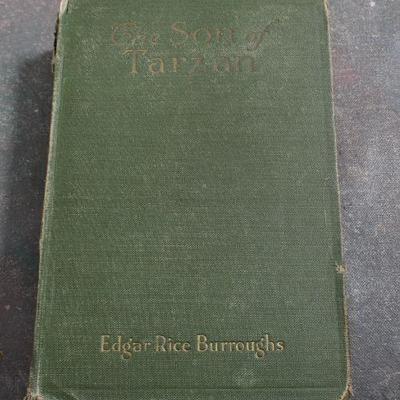 The Son of
Tarzan
Edgar Rice Burroughs